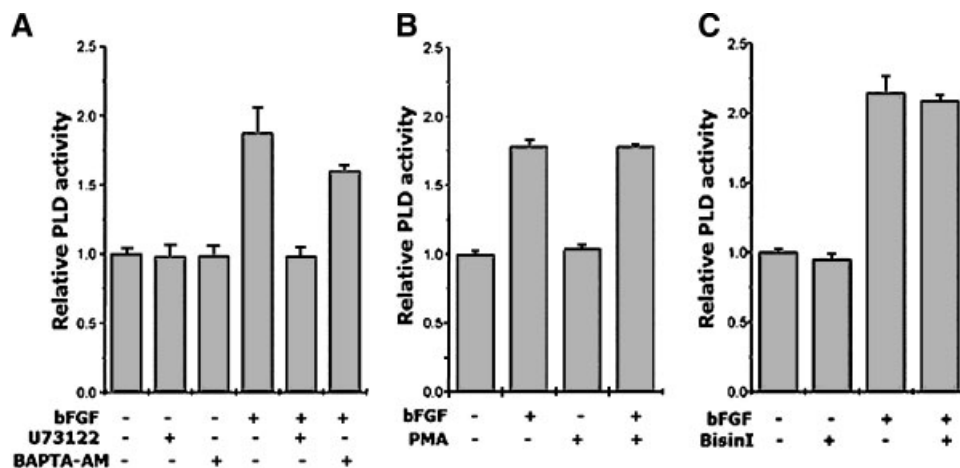 A
B
C
Relative PLD activity
2.5
2.0
1.5
1.0
0.5
0.0
bFGF - - - + + +
U73122 - + - - + -
BAPTA-AM - - + - - +
Relative PLD activity
2.5
2.0
1.5
1.0
0.5
0.0
bFGF - + - +
PMA - - + +
Relative PLD activity
2.5
2.0
1.5
1.0
0.5
0.0
bFGF - - + +
BisinI - + - +